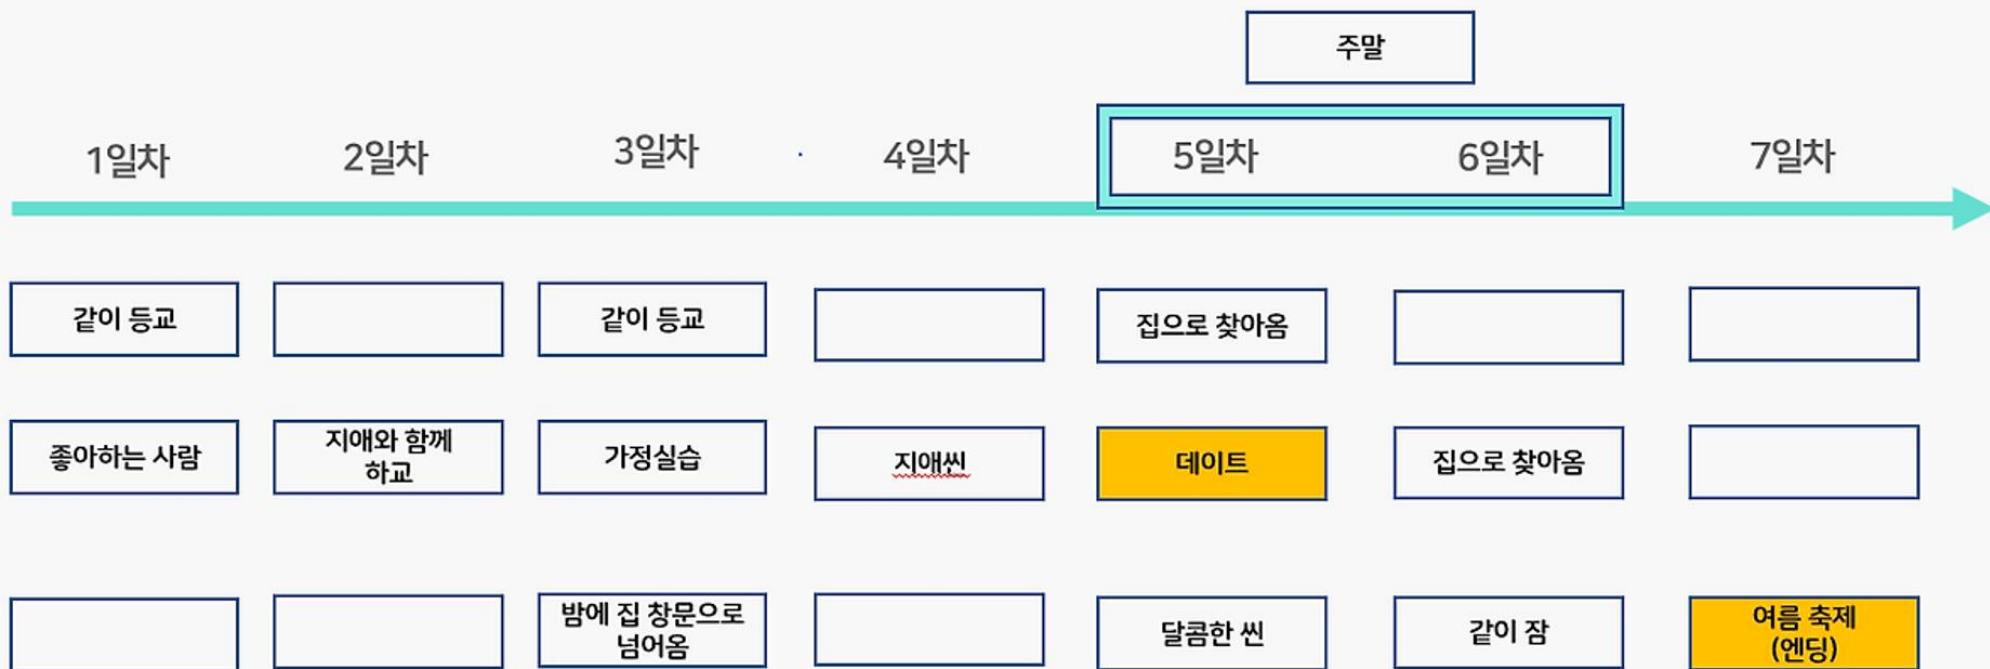 주말
1일차
2일차
3일차
4일차
5일차
6일차
7일차
같이 등교
같이 등교
집으로 찾아옴
좋아하는 사람
지애와 함께
하교
가정실습
지애씬
데이트
집으로 찾아옴
밤에 집 창문으로
넘어옴
달콤한 씬
같이 잠
여름 축제
(엔딩)